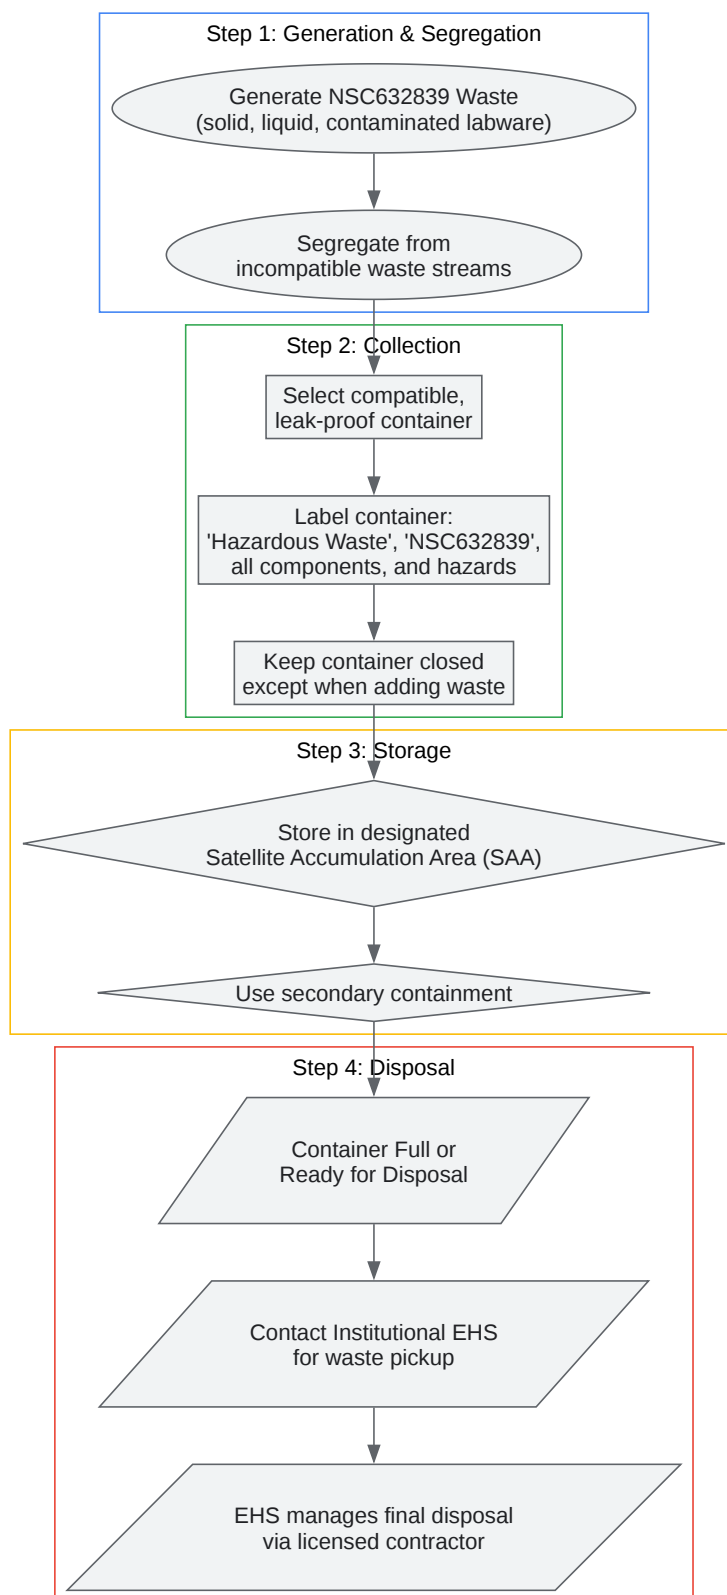 Step 1: Generation & Segregation
Generate NSC632839 Waste
(solid, liquid, contaminated labware)
Segregate from
incompatible waste streams
Step 2: Collection
Select compatible,
leak-proof container
Label container:
'Hazardous Waste', 'NSC632839',
all components, and hazards
Keep container closed
except when adding waste
Step 3: Storage
Store in designated
Satellite Accumulation Area (SAA)
Use secondary containment
Step 4: Disposal
Container Full or
Ready for Disposal
Contact Institutional EHS
for waste pickup
EHS manages final disposal
via licensed contractor